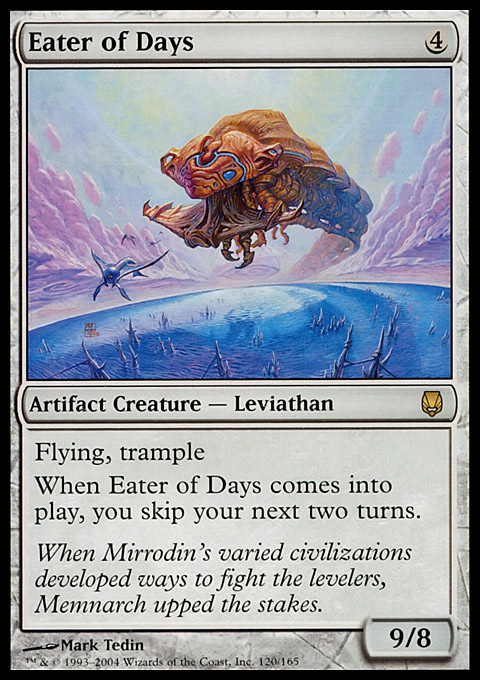 Eater of Days 4
Artifact Creature — Leviathan
Flying, trample
When Eater of Days comes into
play, you skip your next two turns.
When Mirrodin's varied civilizations
developed ways to fight the levelers,
Memnarch upped the stakes.
9/8
Mark Tedin
™ & © 1993–2004 Wizards of the Coast, Inc. 120/165